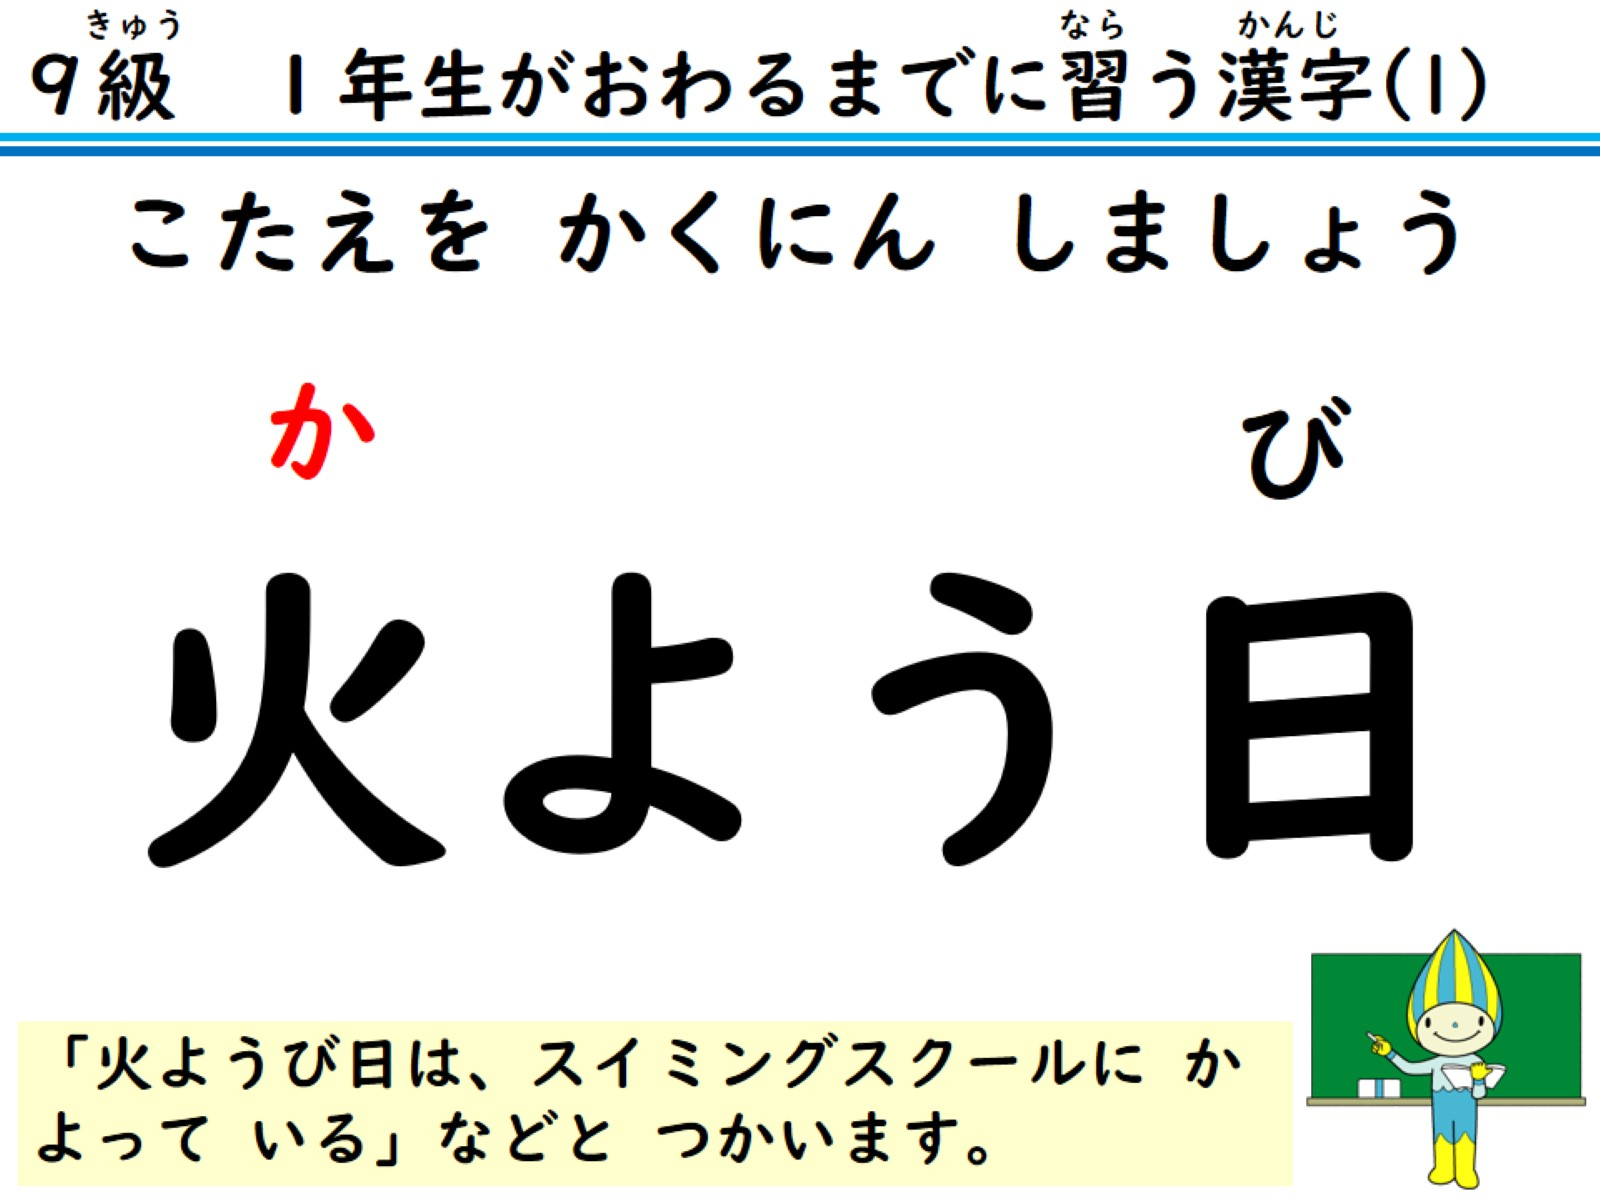 きゅう なら かんじ
9級 1年生がおわるまでに習う漢字(1)
こたえを かくにん しましょう
か び
火よう日
「火ようび日は、スイミングスクールに か
よって いる」などと つかいます。